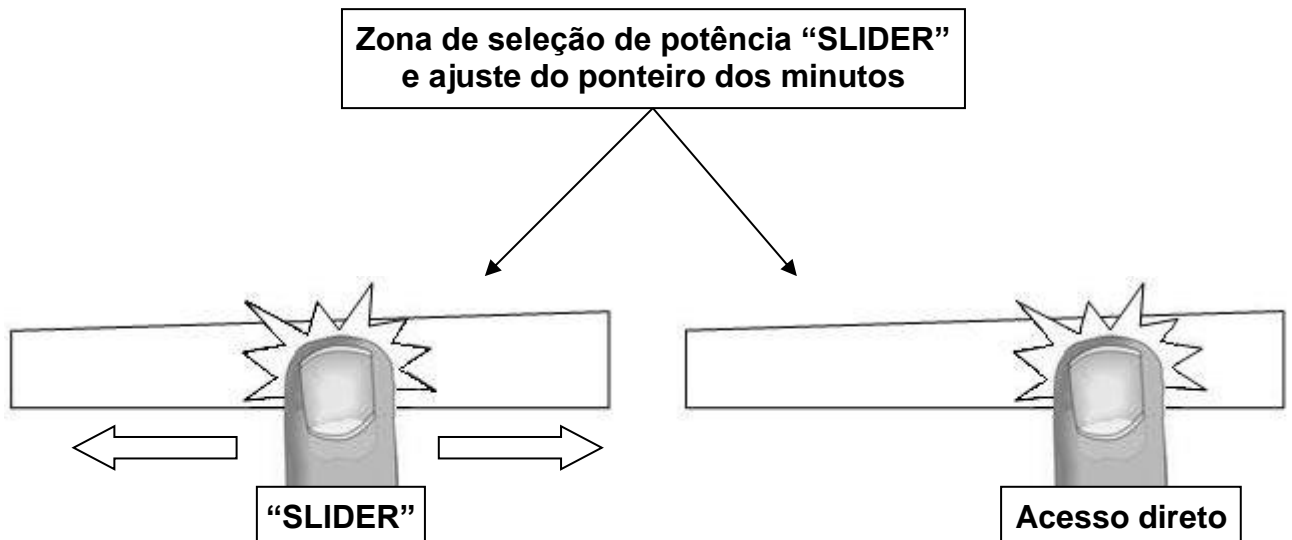 Zona de seleção de potência “SLIDER”
e ajuste do ponteiro dos minutos
“SLIDER”
Acesso direto